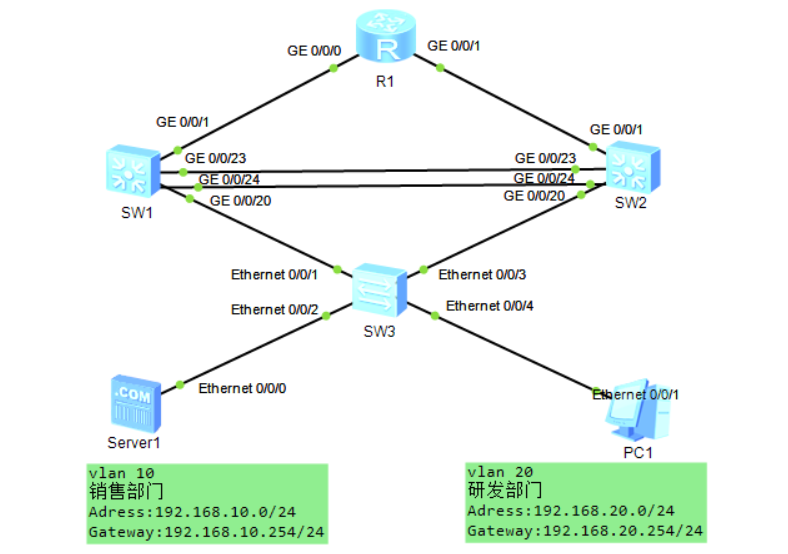 GE 0/0/0
GE 0/0/1
R
R1
GE 0/0/1
GE 0/0/1
GE 0/0/23
GE 0/0/23
GE 0/0/24
GE 0/0/24
GE 0/0/20
GE 0/0/20
SW1
SW2
Ethernet 0/0/1
Ethernet 0/0/3
Ethernet 0/0/2
Ethernet 0/0/4
SW3
.COM
Ethernet 0/0/0
Ethernet 0/0/1
Server1
PC1
vlan 10
销售部门
Adress:192.168.10.0/24
Gateway:192.168.10.254/24
vlan 20
研发部门
Adress:192.168.20.0/24
Gateway:192.168.20.254/24